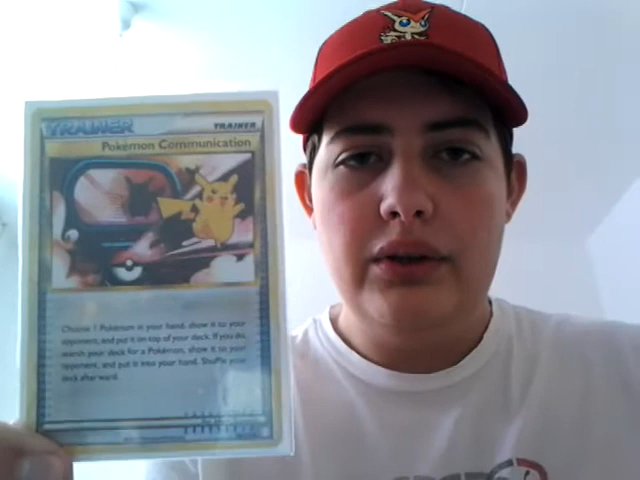 TRAINER TRAINER
Pokémon Communication
Choose 1 Pokémon in your hand, show it to your
opponent, and put it on top of your deck. If you do,
search your deck for a Pokémon, show it to your
opponent, and put it into your hand. Shuffle your
deck afterward.